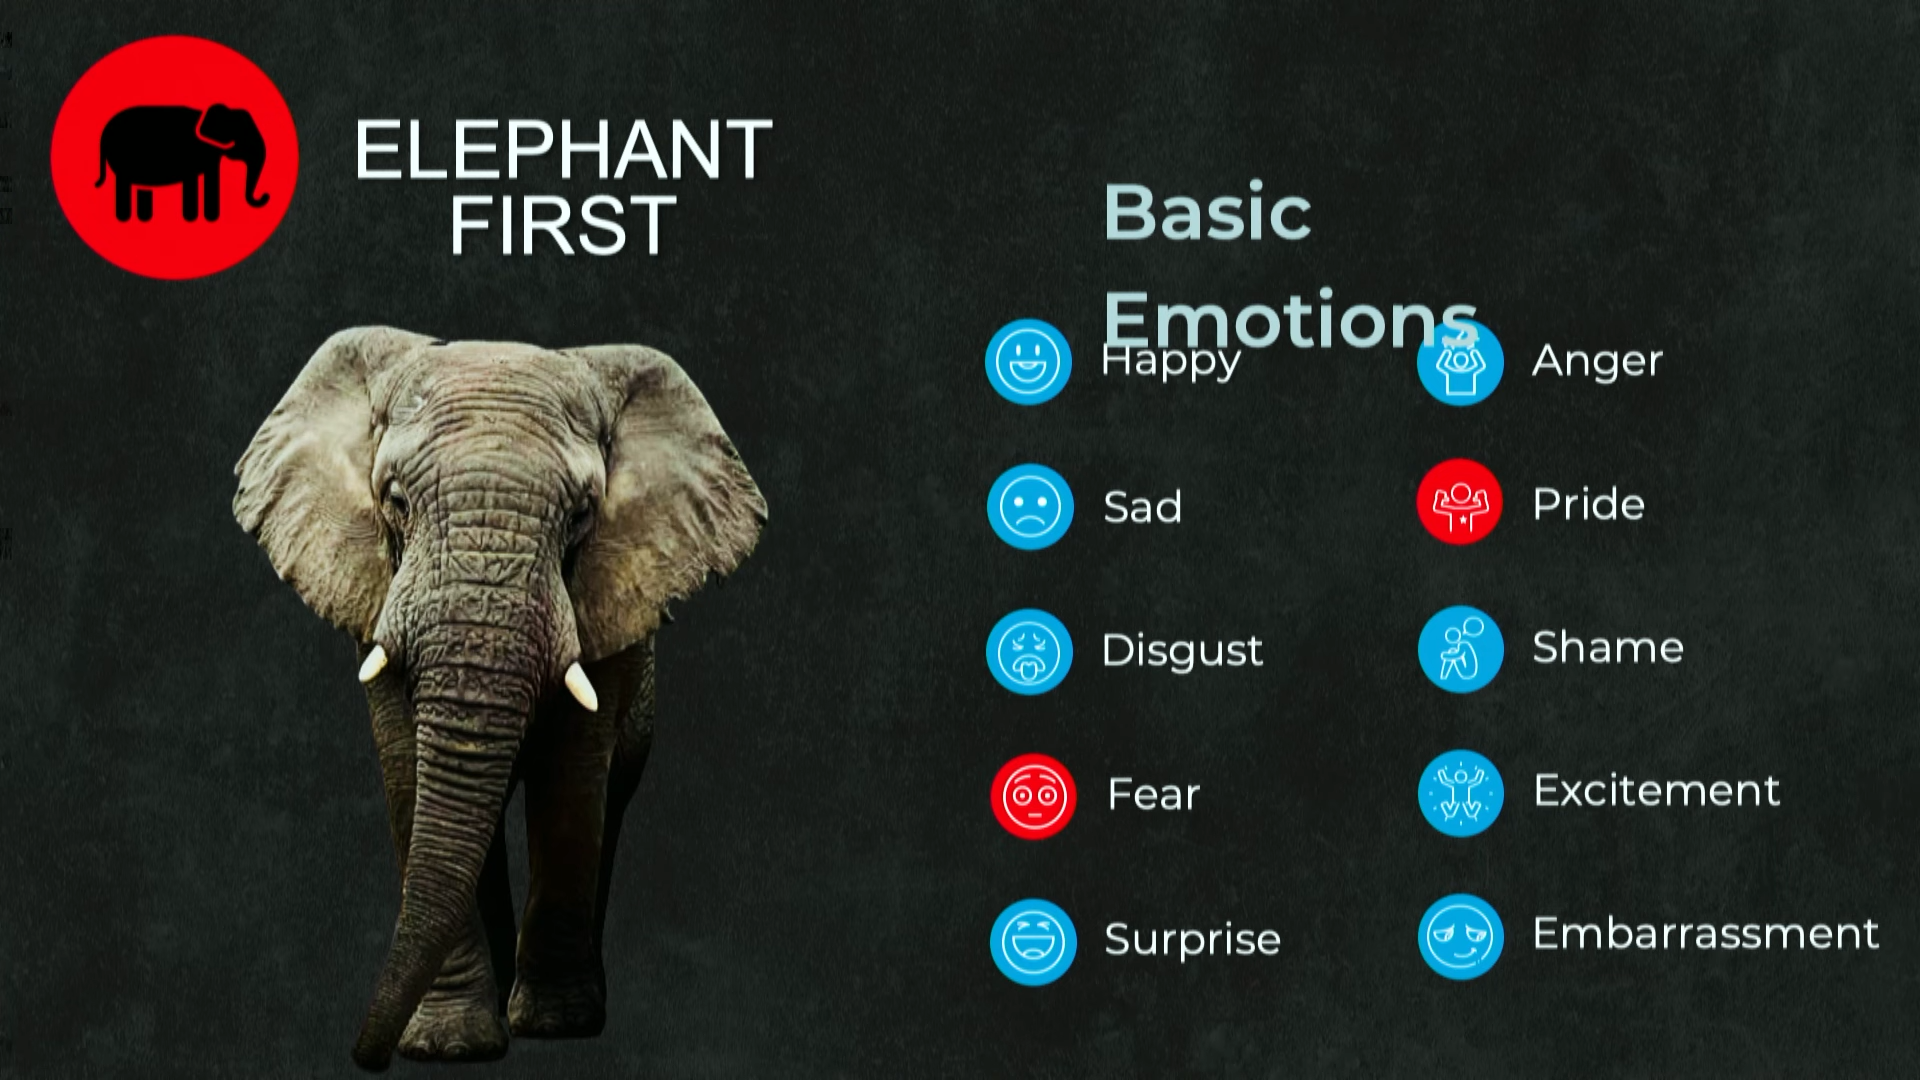 ELEPHANT
FIRST
Basic
Emotions
Happy
Sad
Disgust
Fear
Surprise
Anger
Pride
Shame
Excitement
Embarrassment